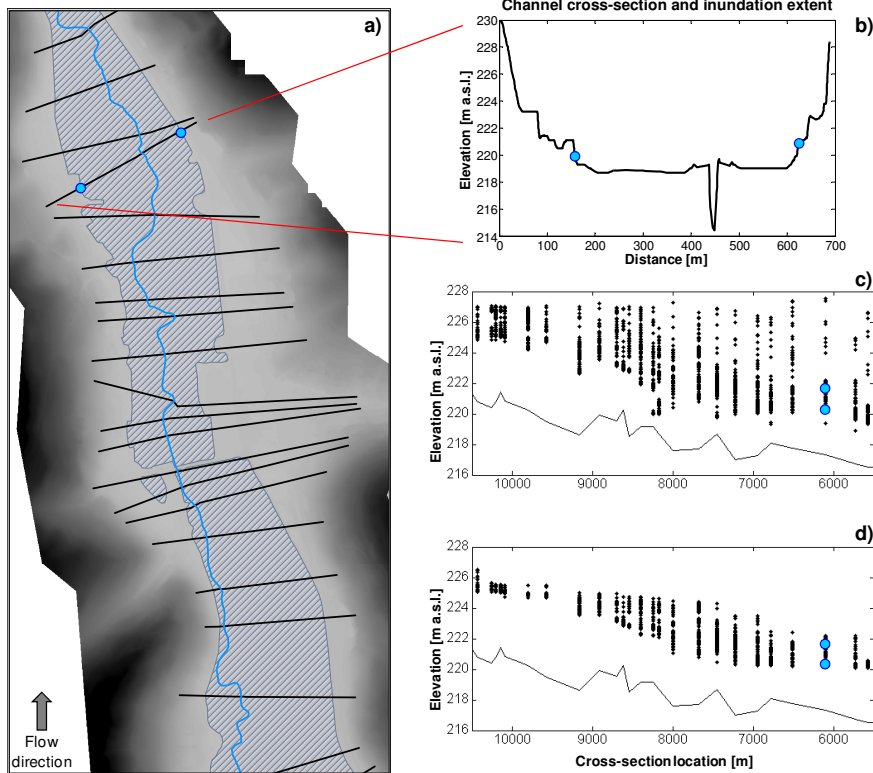 a)
Flow
direction
Channel cross-section and inundation extent
b)
Elevation [m a.s.l.]
230
228
226
224
222
220
218
216
214
0 100 200 300 400 500 600 700
Distance [m]
c)
Elevation [m a.s.l.]
228
226
224
222
220
218
216
10000 9000 8000 7000 6000
d)
Elevation [m a.s.l.]
228
226
224
222
220
218
216
10000 9000 8000 7000 6000
Cross-section location [m]